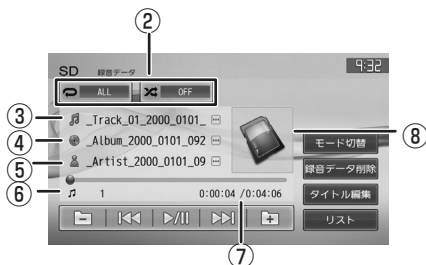 ②
SD 録音データ 9:32
ALL OFF
③ _Track_01_2000_0101_
④ _Album_2000_0101_092
⑤ _Artist_2000_0101_09
⑥ 1 0:00:04 /0:04:06
⑦
⑧
モード切替
録音データ削除
タイトル編集
リスト